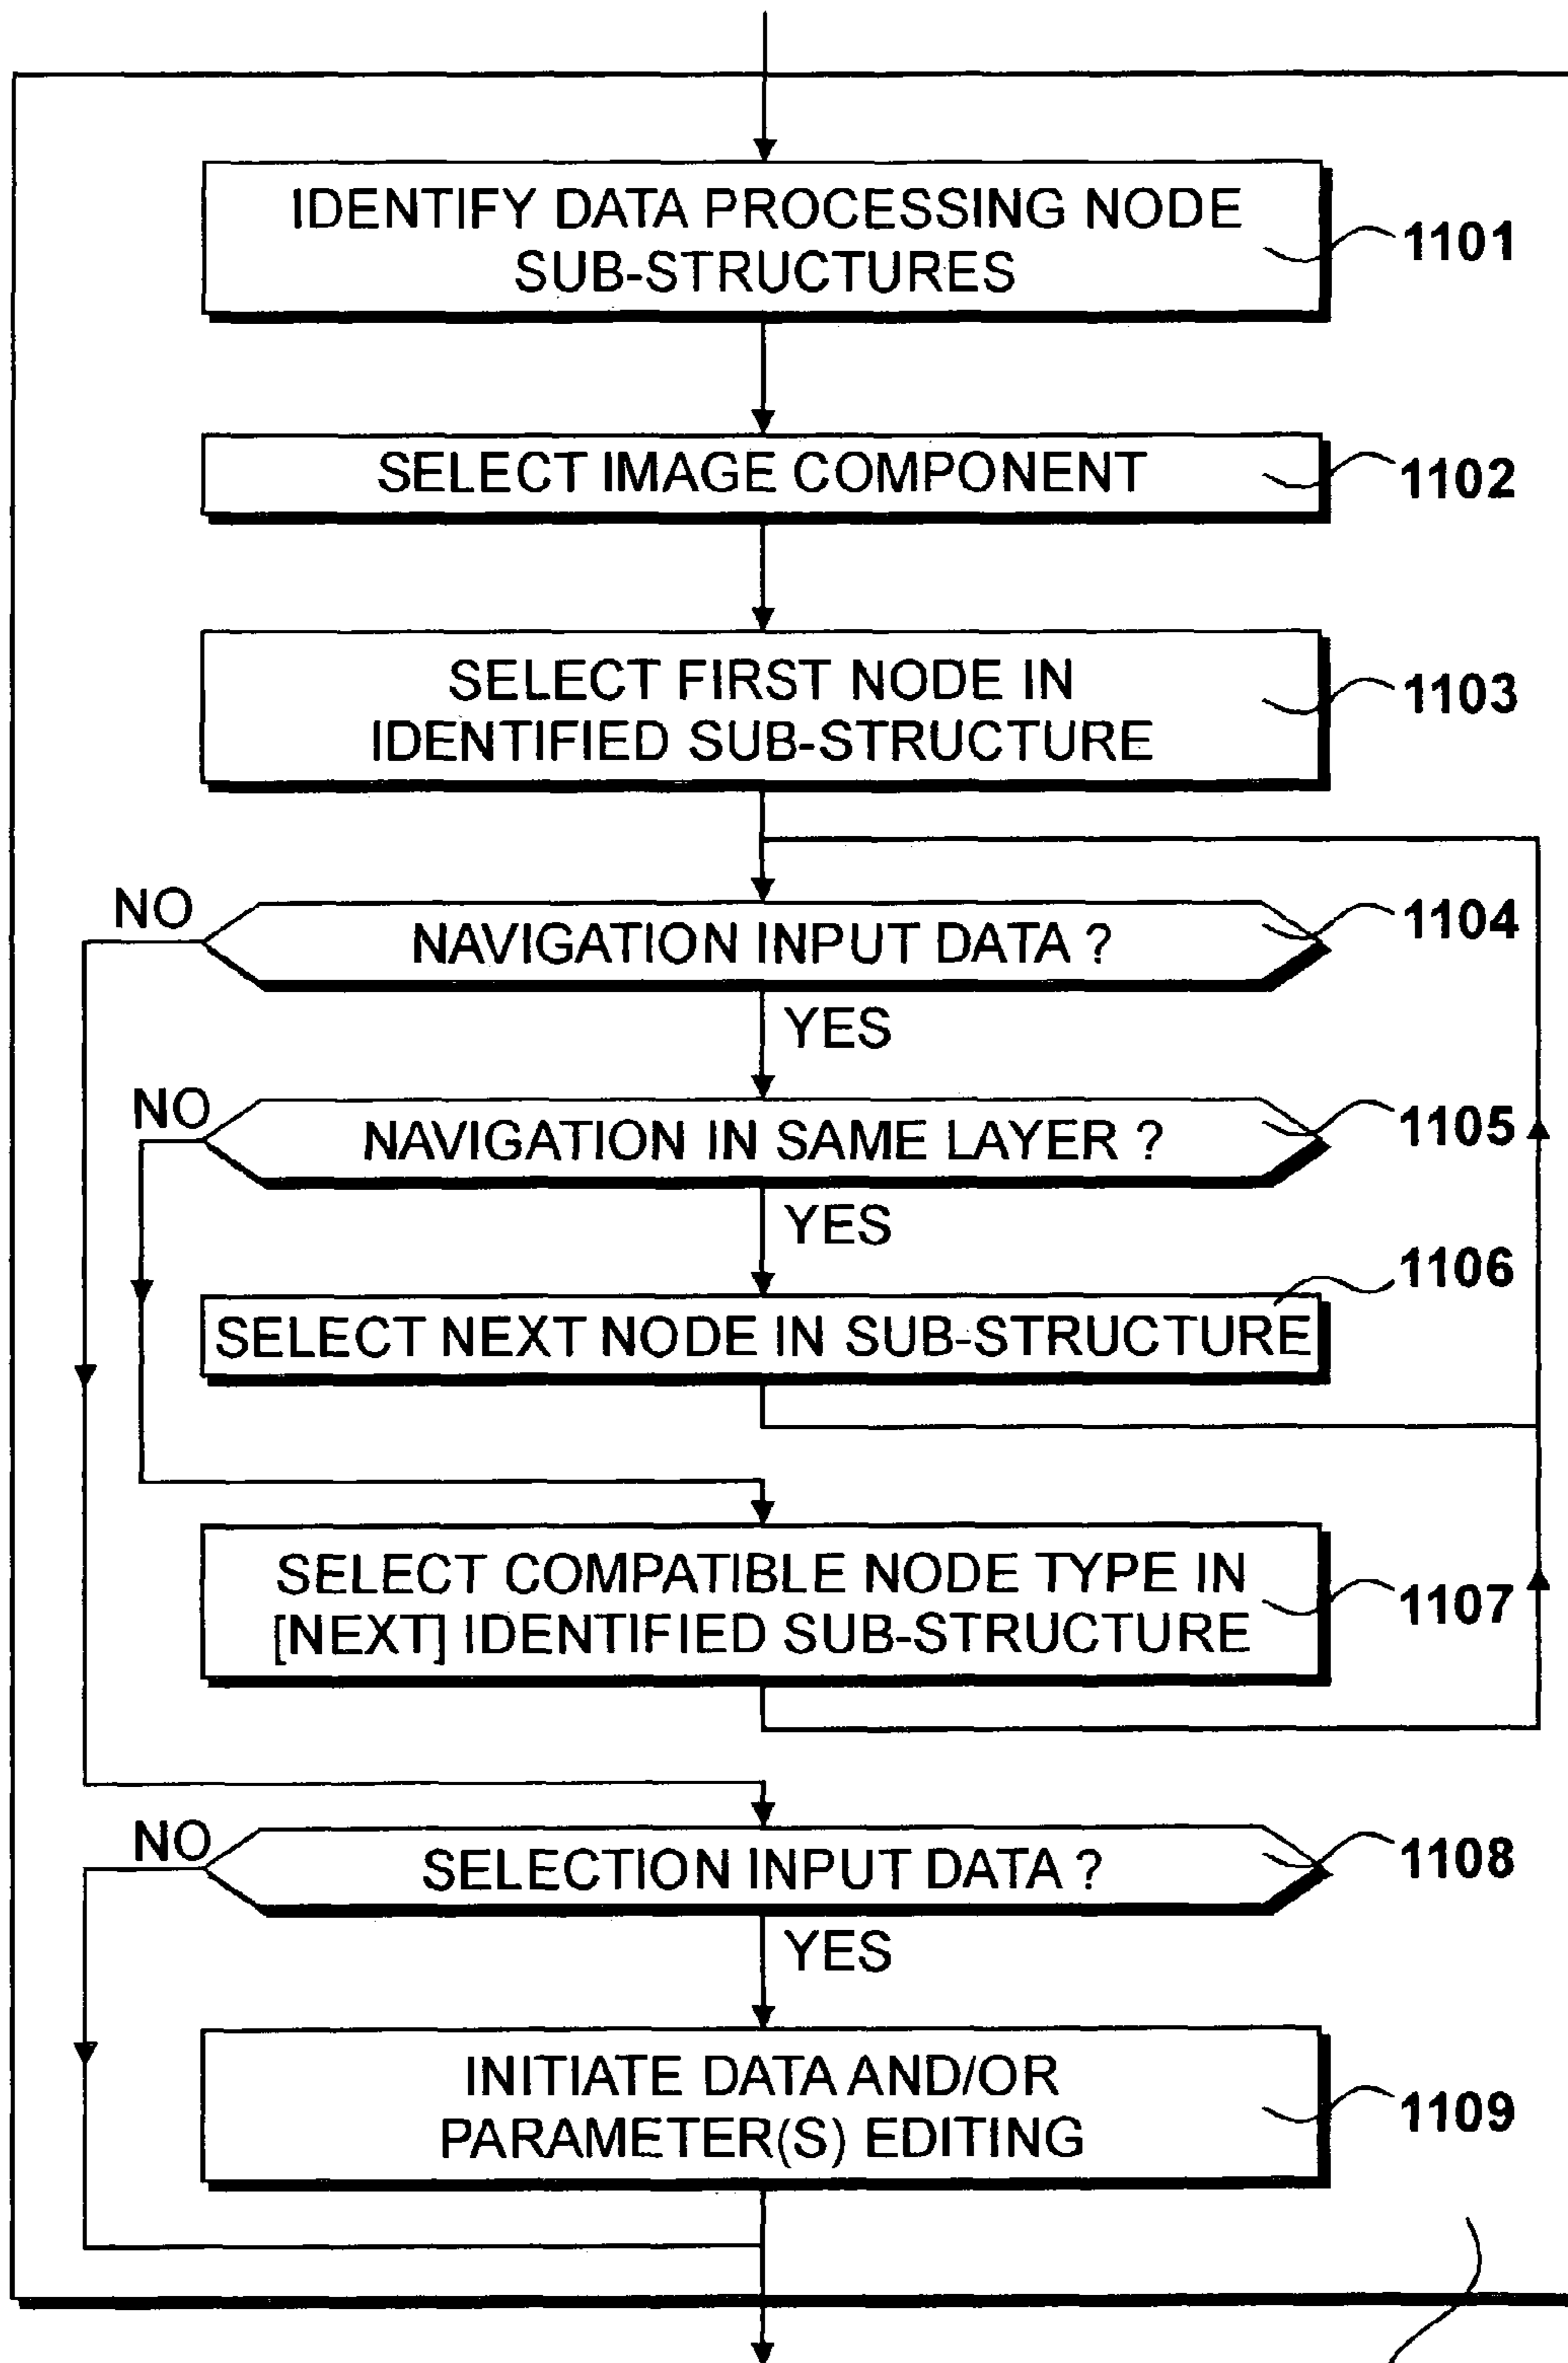 IDENTIFY DATA PROCESSING NODE
SUB-STRUCTURES
1101
SELECT IMAGE COMPONENT
1102
SELECT FIRST NODE IN
IDENTIFIED SUB-STRUCTURE
1103
NO
NAVIGATION INPUT DATA ?
1104
YES
NO
NAVIGATION IN SAME LAYER ?
1105
YES
1106
SELECT NEXT NODE IN SUB-STRUCTURE
SELECT COMPATIBLE NODE TYPE IN
[NEXT] IDENTIFIED SUB-STRUCTURE
1107
NO
SELECTION INPUT DATA ?
1108
YES
INITIATE DATA AND/OR
PARAMETER(S) EDITING
1109